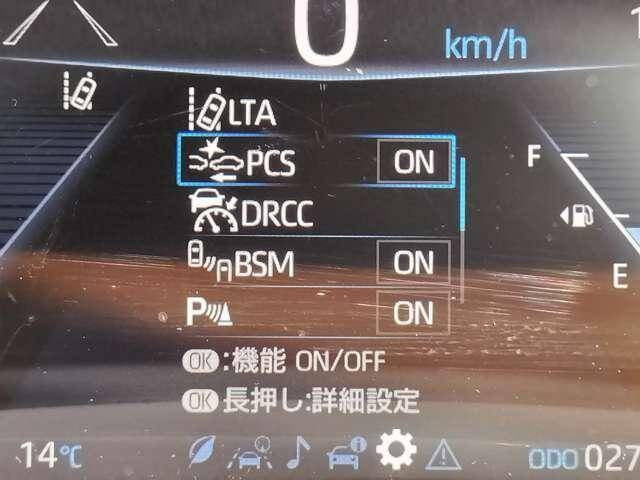 0 km/h
LTA
PCS ON
F
DRCC
BSM ON
E
P ON
OK:機能 ON/OFF
OK長押し:詳細設定
14℃ ODO 027